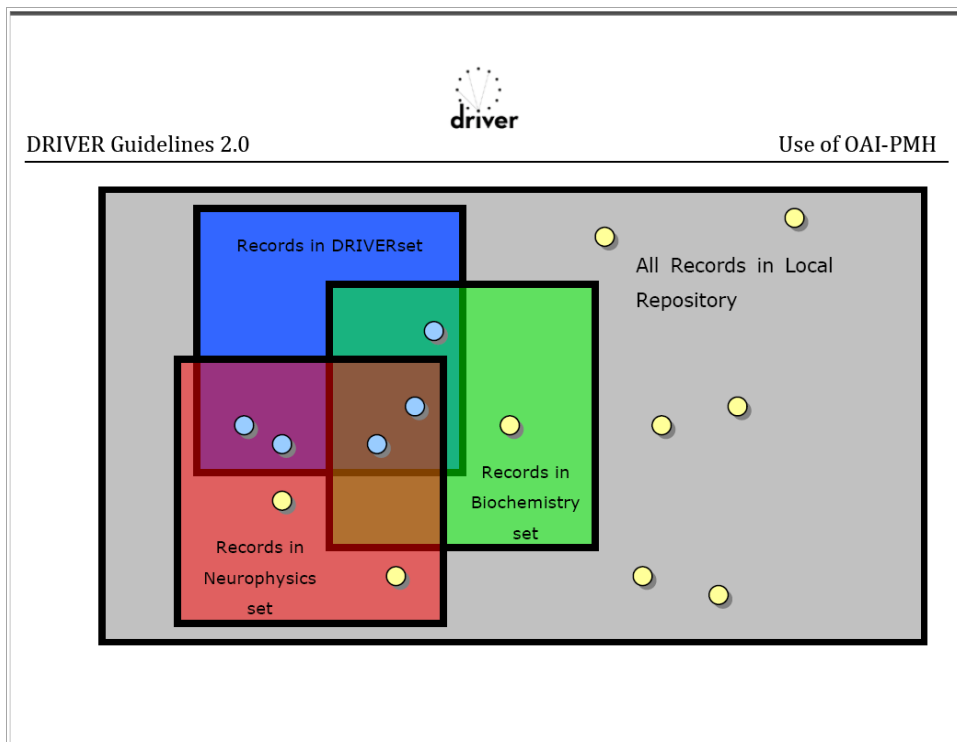 driver
DRIVER Guidelines 2.0 Use of OAI-PMH
Records in DRIVERset
All Records in Local
Repository
Records in
Biochemistry
set
Records in
Neurophysics
set